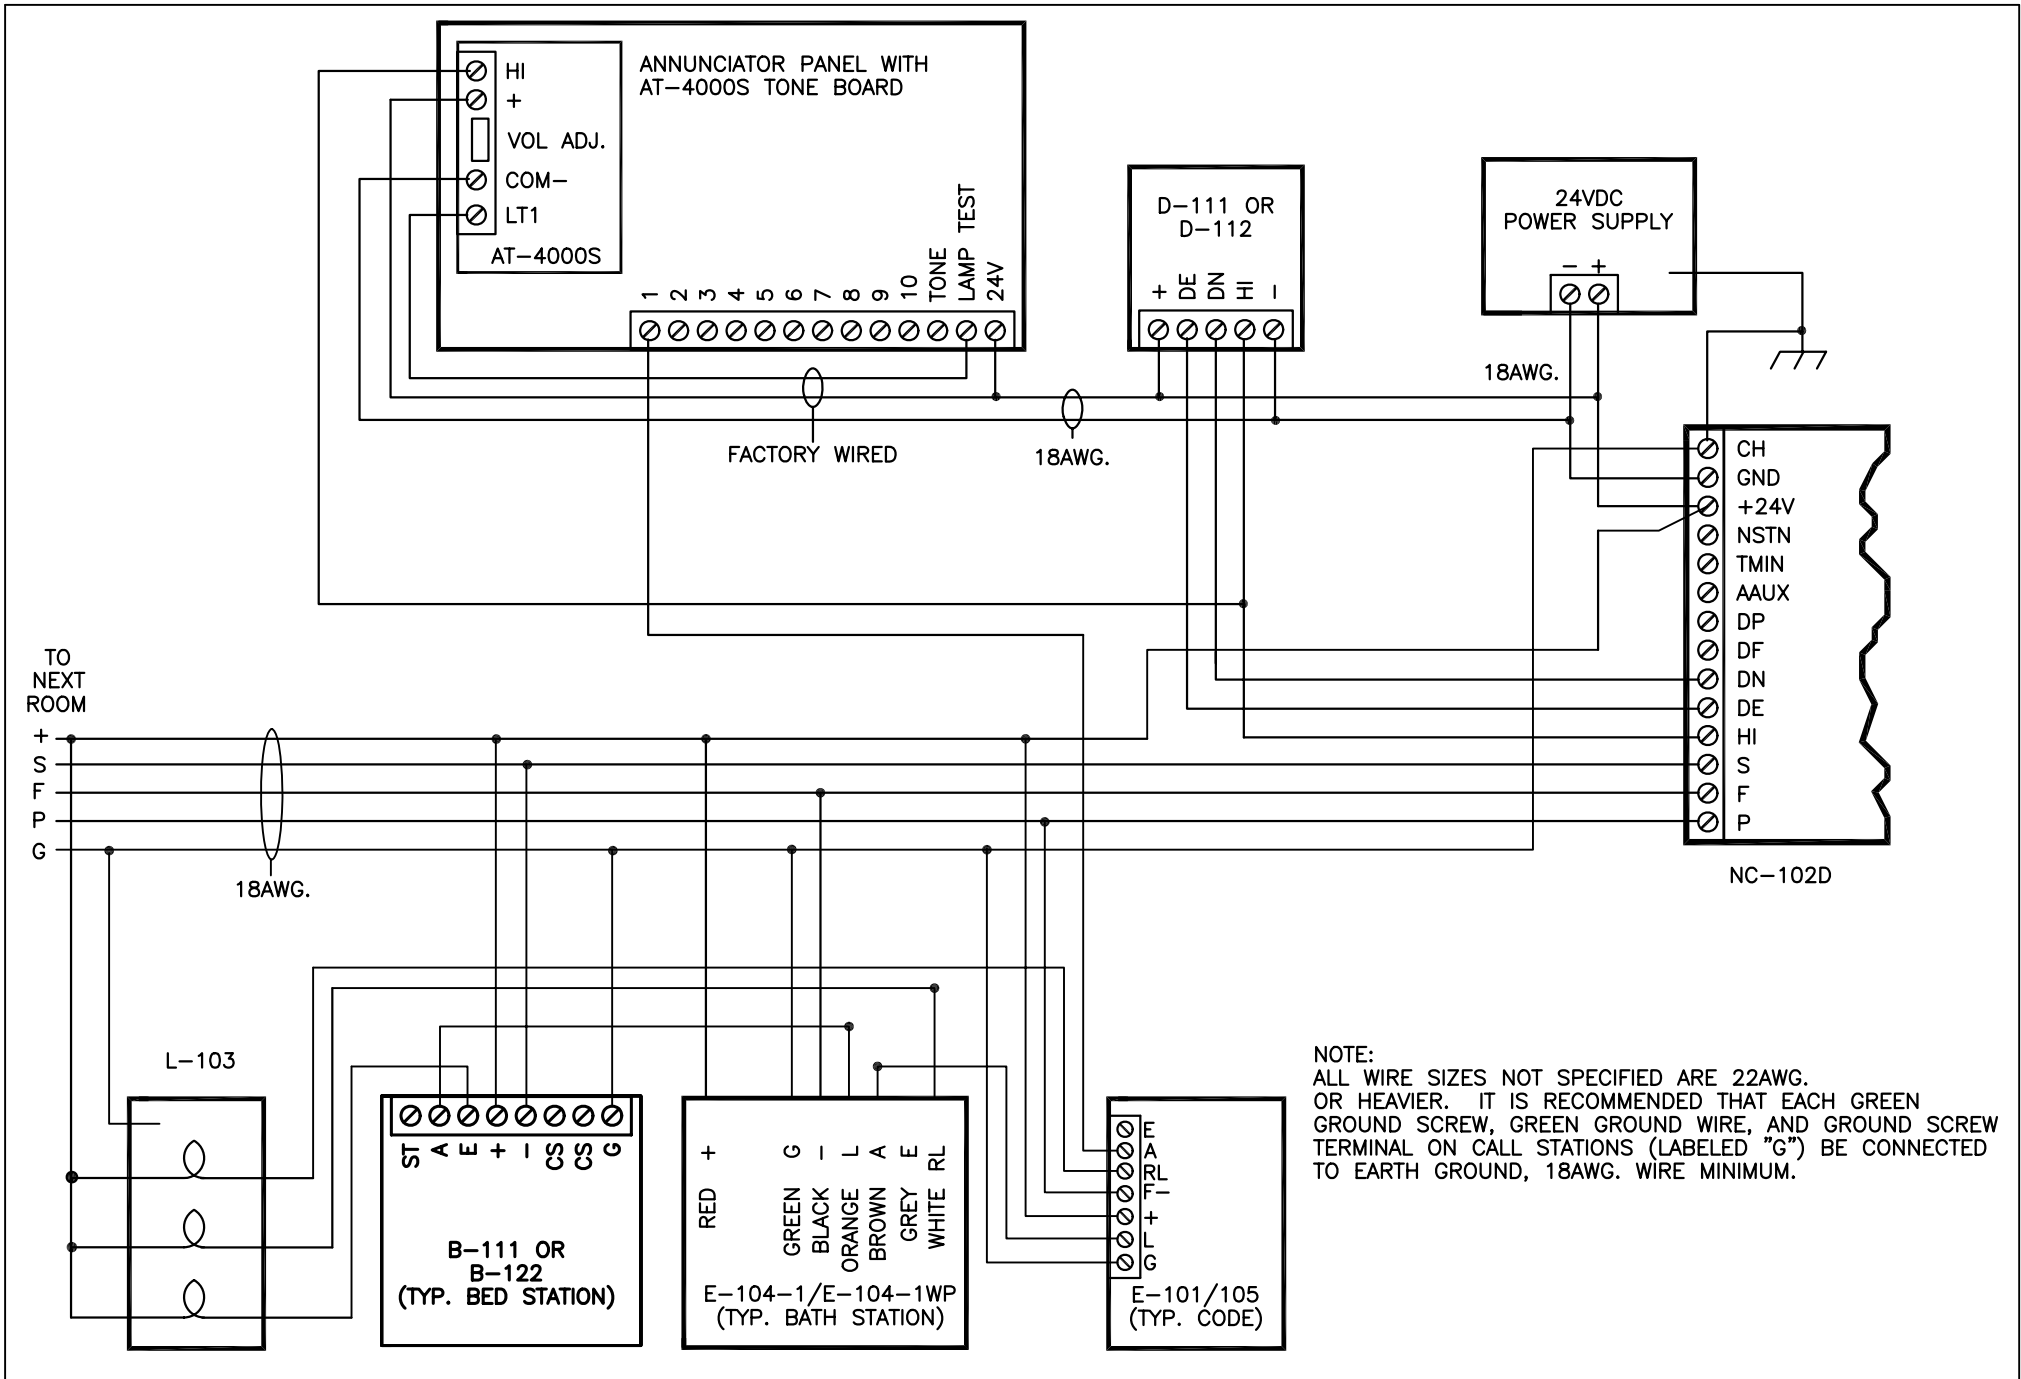 ANNUNCIATOR PANEL WITH
AT-4000S TONE BOARD
HI
+
VOL ADJ.
COM-
LT1
AT-4000S
1
2
3
4
5
6
7
8
9
10
TONE
LAMP TEST
24V
D-111 OR
D-112
+
DE
DN
HI
-
24VDC
POWER SUPPLY
- +
18AWG.
FACTORY WIRED
18AWG.
CH
GND
+24V
NSTN
TMIN
AAUX
DP
DF
DN
DE
HI
S
F
P
NC-102D
TO
NEXT
ROOM
+
S
F
P
G
18AWG.
L-103
ST
A
E
+
-
CS
CS
G
B-111 OR
B-122
(TYP. BED STATION)
+
G
-
L
A
E
RL
RED
GREEN
BLACK
ORANGE
BROWN
GREY
WHITE
E-104-1/E-104-1WP
(TYP. BATH STATION)
E
A
RL
F-
+
L
G
E-101/105
(TYP. CODE)
NOTE:
ALL WIRE SIZES NOT SPECIFIED ARE 22AWG.
OR HEAVIER. IT IS RECOMMENDED THAT EACH GREEN
GROUND SCREW, GREEN GROUND WIRE, AND GROUND SCREW
TERMINAL ON CALL STATIONS (LABELED "G") BE CONNECTED
TO EARTH GROUND, 18AWG. WIRE MINIMUM.